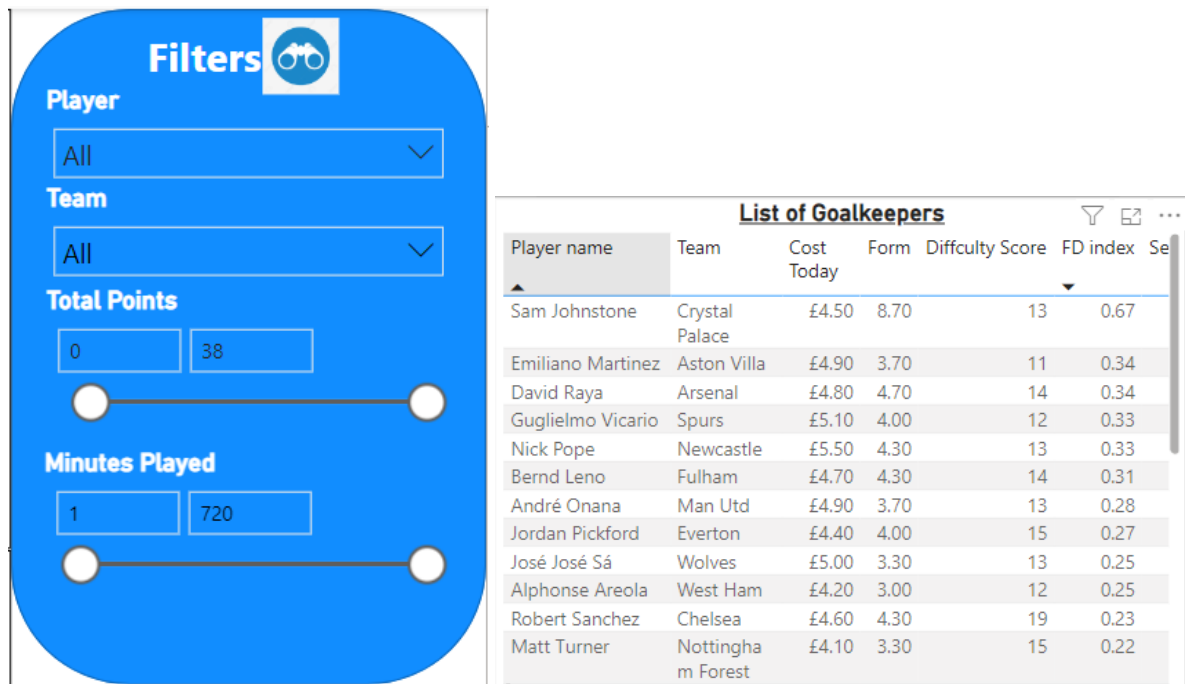 Filters
Player
All
Team
All
Total Points
0 38
Minutes Played
1 720
List of Goalkeepers
Player name Team Cost Today Form Diffculty Score FD index Se
Sam Johnstone Crystal Palace £4.50 8.70 13 0.67
Emiliano Martinez Aston Villa £4.90 3.70 11 0.34
David Raya Arsenal £4.80 4.70 14 0.34
Guglielmo Vicario Spurs £5.10 4.00 12 0.33
Nick Pope Newcastle £5.50 4.30 13 0.33
Bernd Leno Fulham £4.70 4.30 14 0.31
André Onana Man Utd £4.90 3.70 13 0.28
Jordan Pickford Everton £4.40 4.00 15 0.27
José José Sá Wolves £5.00 3.30 13 0.25
Alphonse Areola West Ham £4.20 3.00 12 0.25
Robert Sanchez Chelsea £4.60 4.30 19 0.23
Matt Turner Nottingham Forest £4.10 3.30 15 0.22